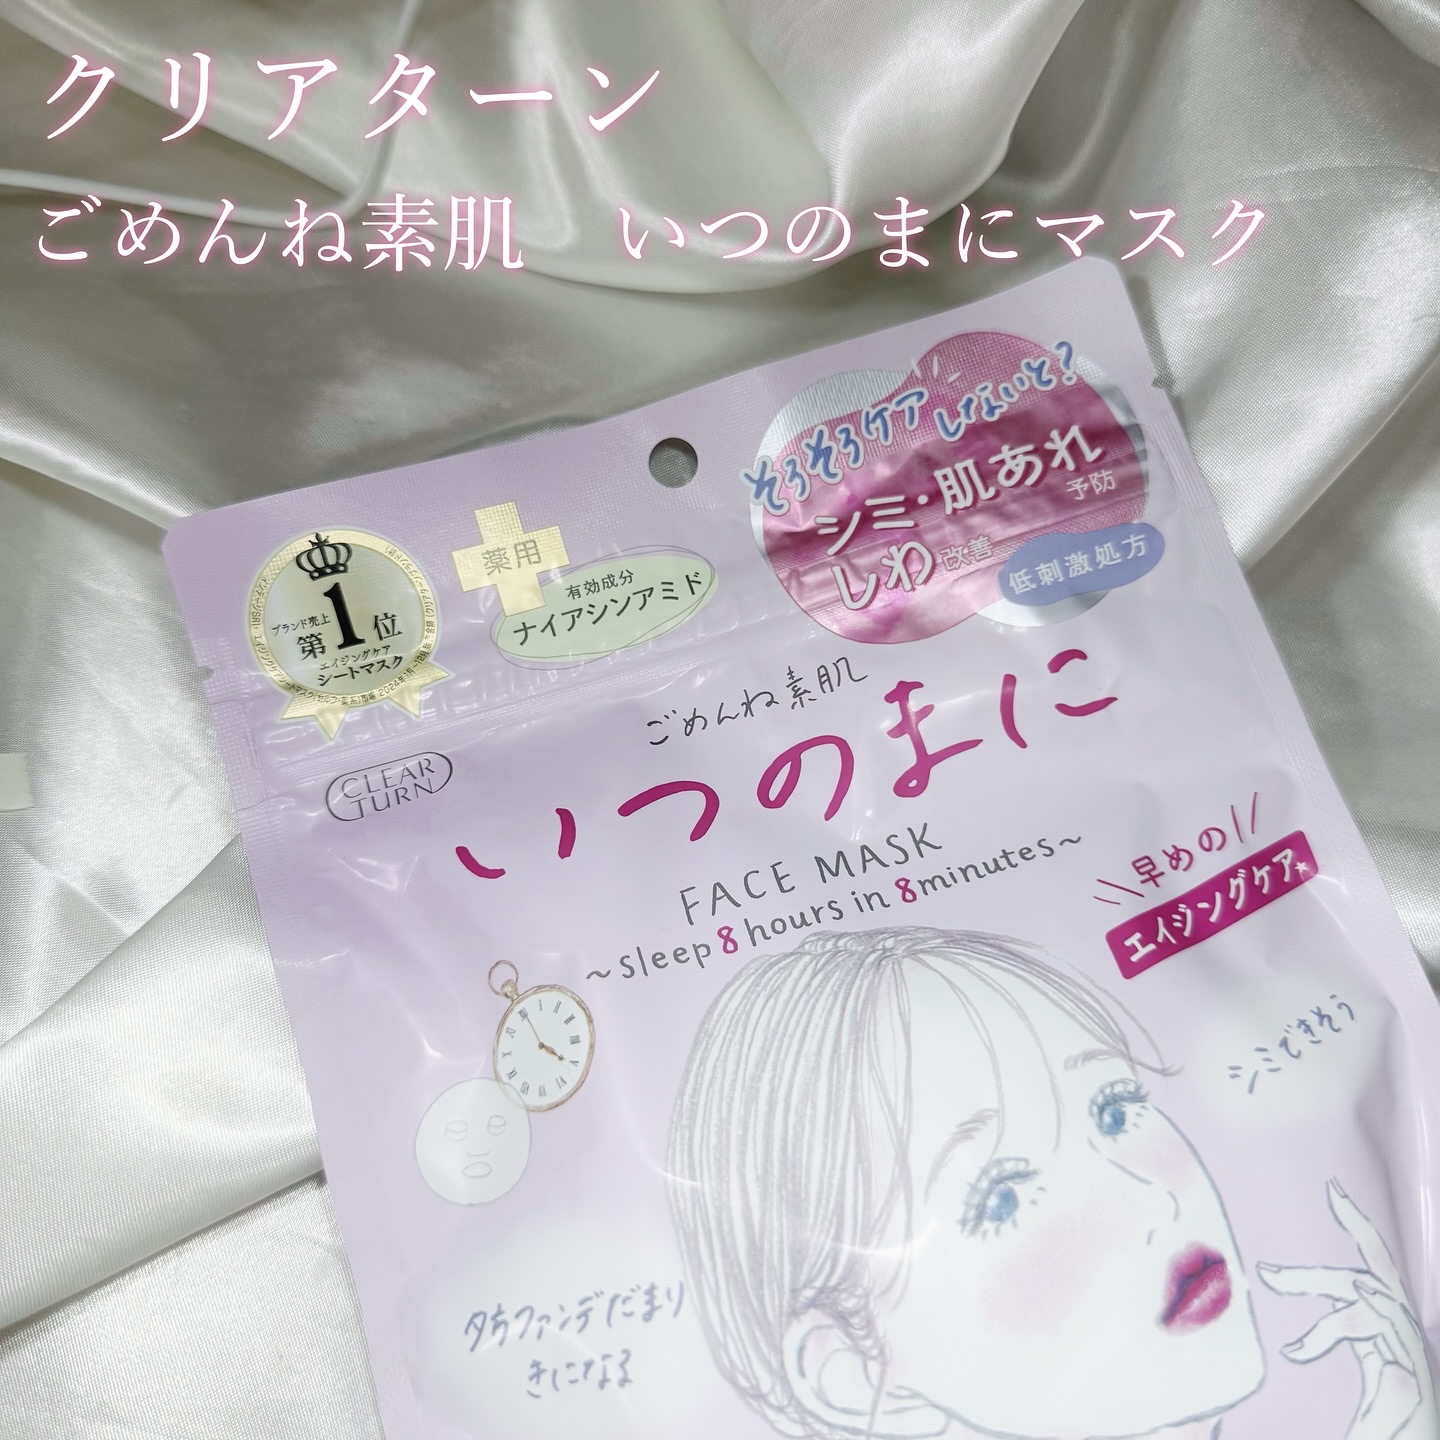 クリアターン
ごめんね素肌　いつのまにマスク
そろそろケア
しないと?
シミ・肌あれ
予防
しわ改善
低刺激処方
薬用
有効成分
ナイアシンアミド
ブランド売上
第1位
エイジングケア
シートマスク
ごめんね素肌
いつのまに
CLEAR
TURN
FACE MASK
~sleep 8 hours in 8 minutes~
早めの
エイジングケア
シミできそう
夕方ファンデだまり
きになる